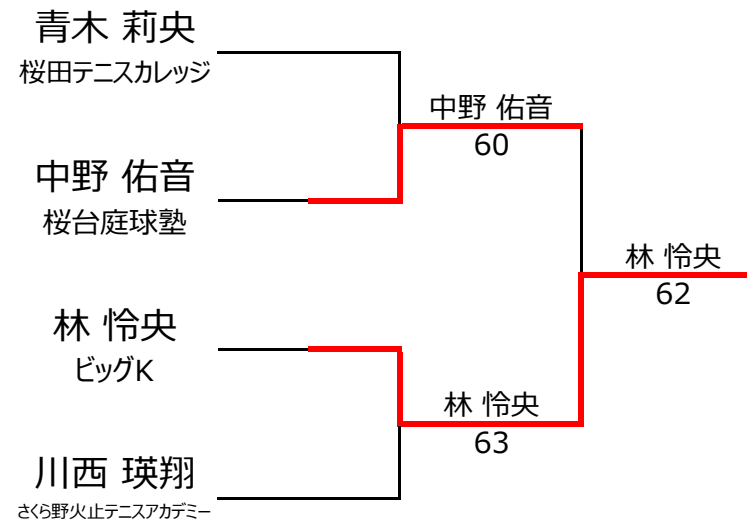 青木 莉央
桜田テニスカレッジ
中野 佑音
桜台庭球塾
林 怜央
ビッグK
川西 瑛翔
さくら野火止テニスアカデミー
中野 佑音
60
林 怜央
63
林 怜央
62